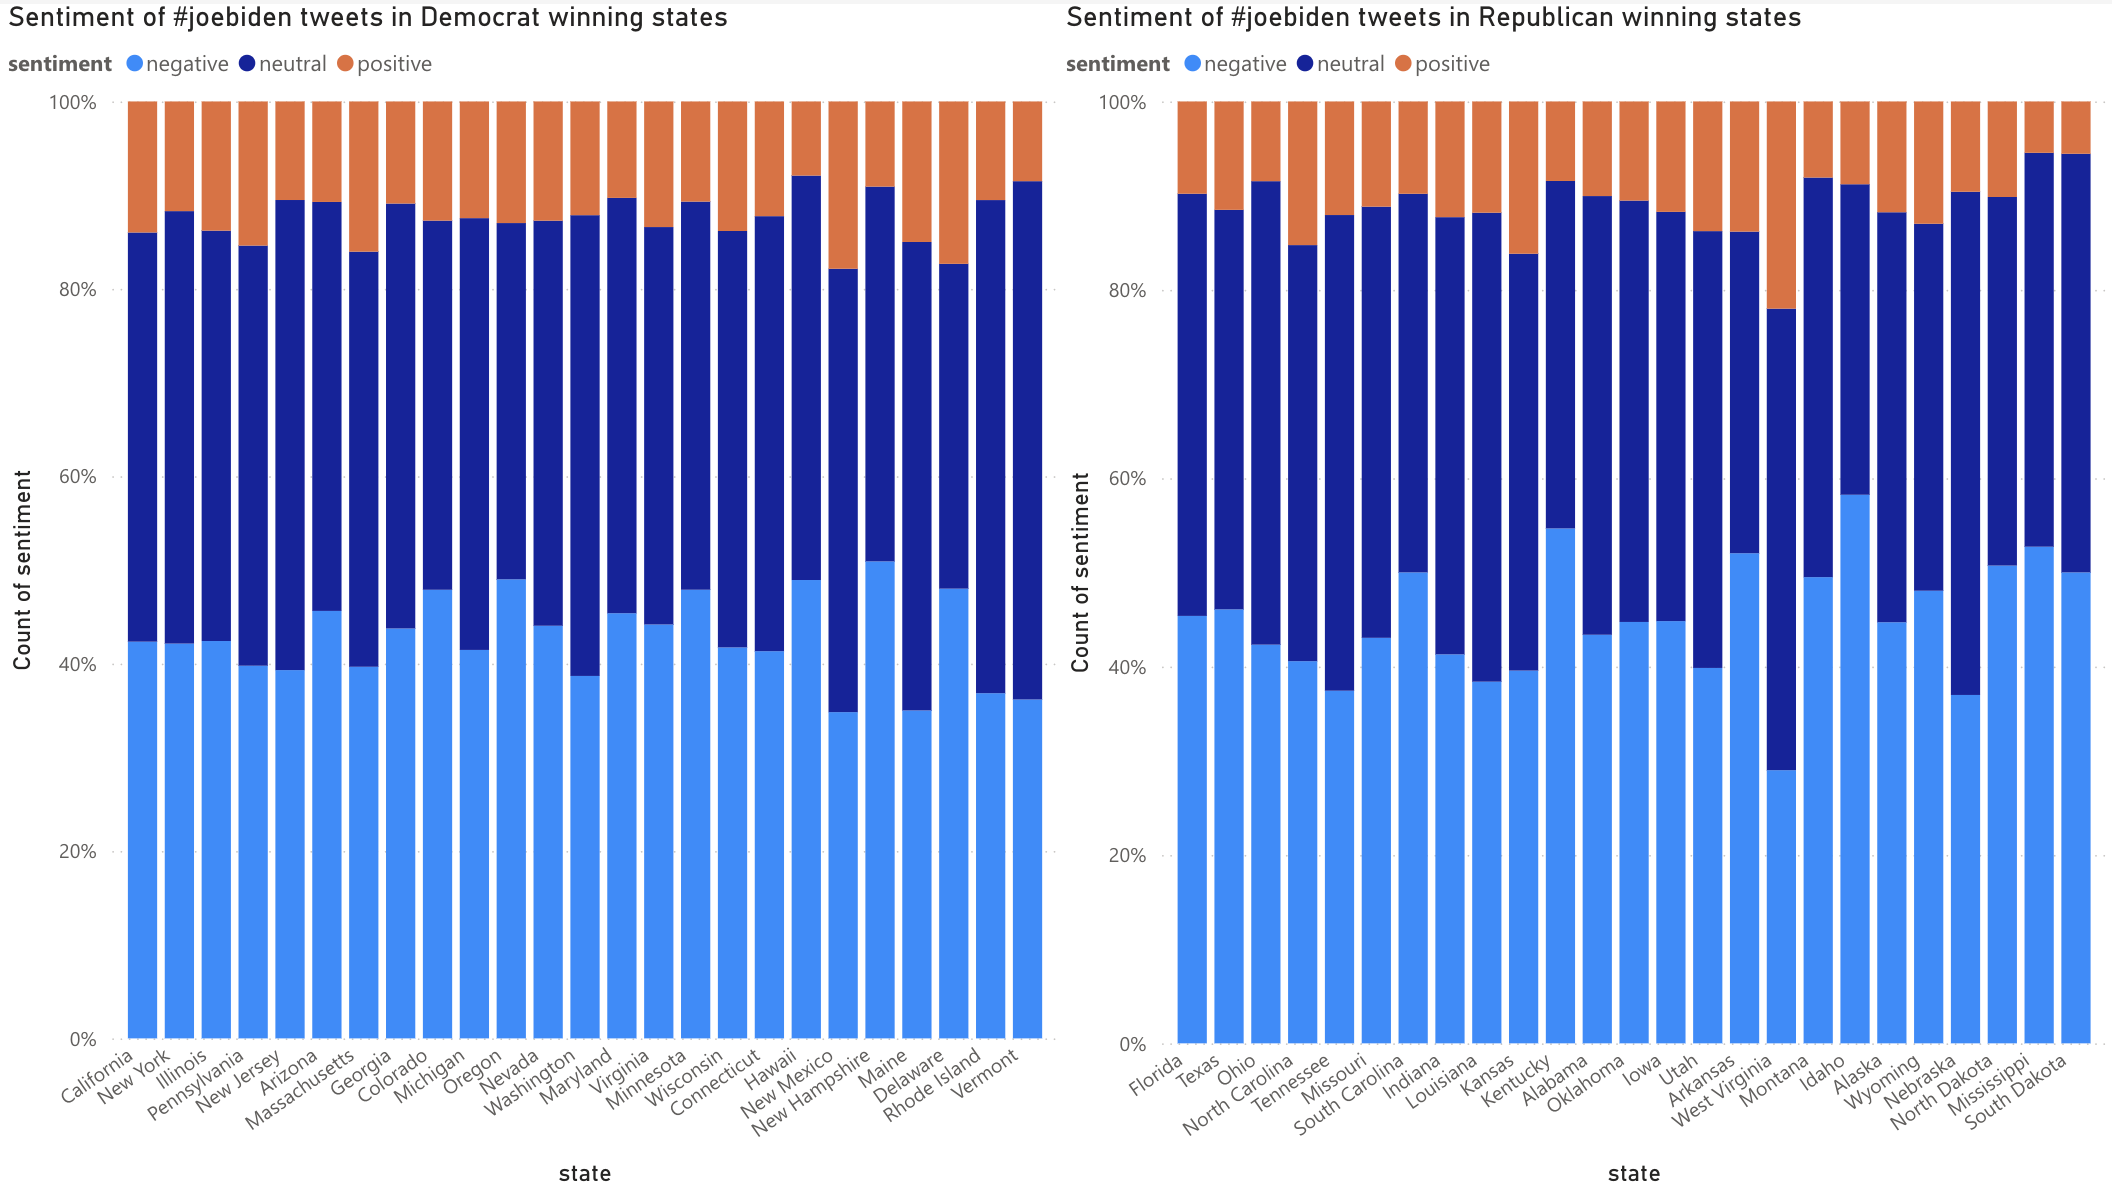 Sentiment of #joebiden tweets in Democrat winning states
sentiment negative neutral positive
100%
80%
60%
40%
20%
0%
Count of sentiment
California
New York
Illinois
Pennsylvania
New Jersey
Arizona
Massachusetts
Georgia
Colorado
Michigan
Oregon
Nevada
Washington
Maryland
Virginia
Minnesota
Wisconsin
Connecticut
Hawaii
New Mexico
New Hampshire
Maine
Delaware
Rhode Island
Vermont
state
Sentiment of #joebiden tweets in Republican winning states
sentiment negative neutral positive
100%
80%
60%
40%
20%
0%
Count of sentiment
Florida
Texas
Ohio
North Carolina
Tennessee
Missouri
South Carolina
Indiana
Louisiana
Kansas
Kentucky
Alabama
Oklahoma
Iowa
Utah
Arkansas
West Virginia
Montana
Idaho
Alaska
Wyoming
Nebraska
North Dakota
Mississippi
South Dakota
state